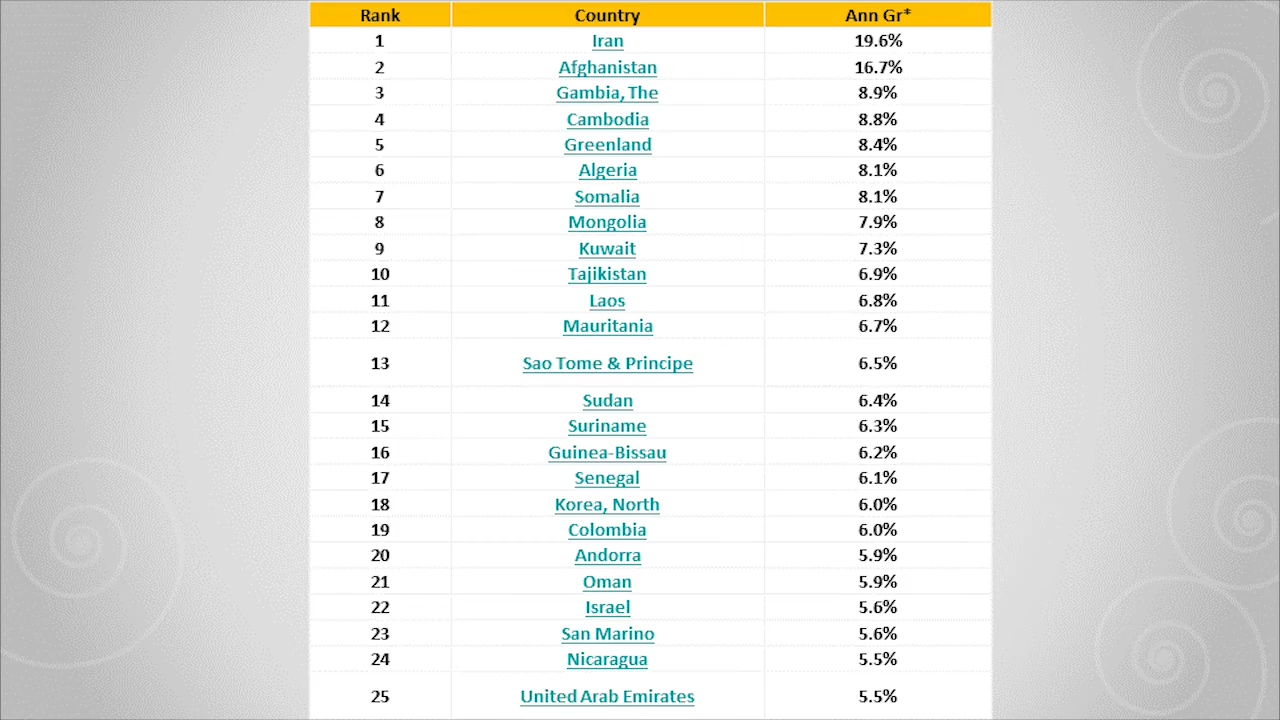 Rank Country Ann Gr*
1 Iran 19.6%
2 Afghanistan 16.7%
3 Gambia, The 8.9%
4 Cambodia 8.8%
5 Greenland 8.4%
6 Algeria 8.1%
7 Somalia 8.1%
8 Mongolia 7.9%
9 Kuwait 7.3%
10 Tajikistan 6.9%
11 Laos 6.8%
12 Mauritania 6.7%
13 Sao Tome & Principe 6.5%
14 Sudan 6.4%
15 Suriname 6.3%
16 Guinea-Bissau 6.2%
17 Senegal 6.1%
18 Korea, North 6.0%
19 Colombia 6.0%
20 Andorra 5.9%
21 Oman 5.9%
22 Israel 5.6%
23 San Marino 5.6%
24 Nicaragua 5.5%
25 United Arab Emirates 5.5%